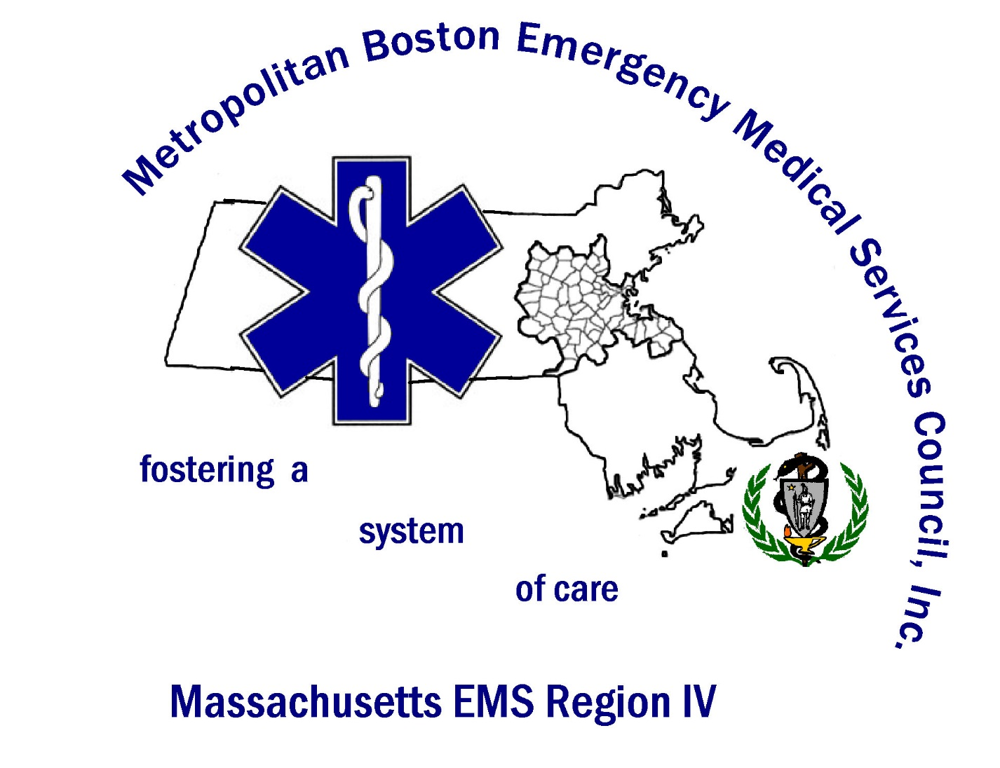 Metropolitan Boston Emergency Medical Services Council, Inc.
fostering a
system
of care
Massachusetts EMS Region IV